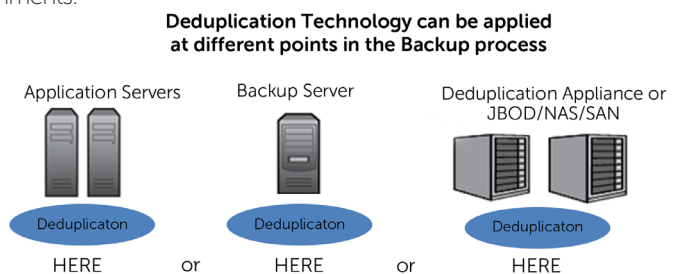 Deduplication Technology can be applied
at different points in the Backup process
Application Servers
Backup Server
Deduplication Appliance or
JBOD/NAS/SAN
Deduplicaton
Deduplicaton
Deduplicaton
HERE or HERE or HERE